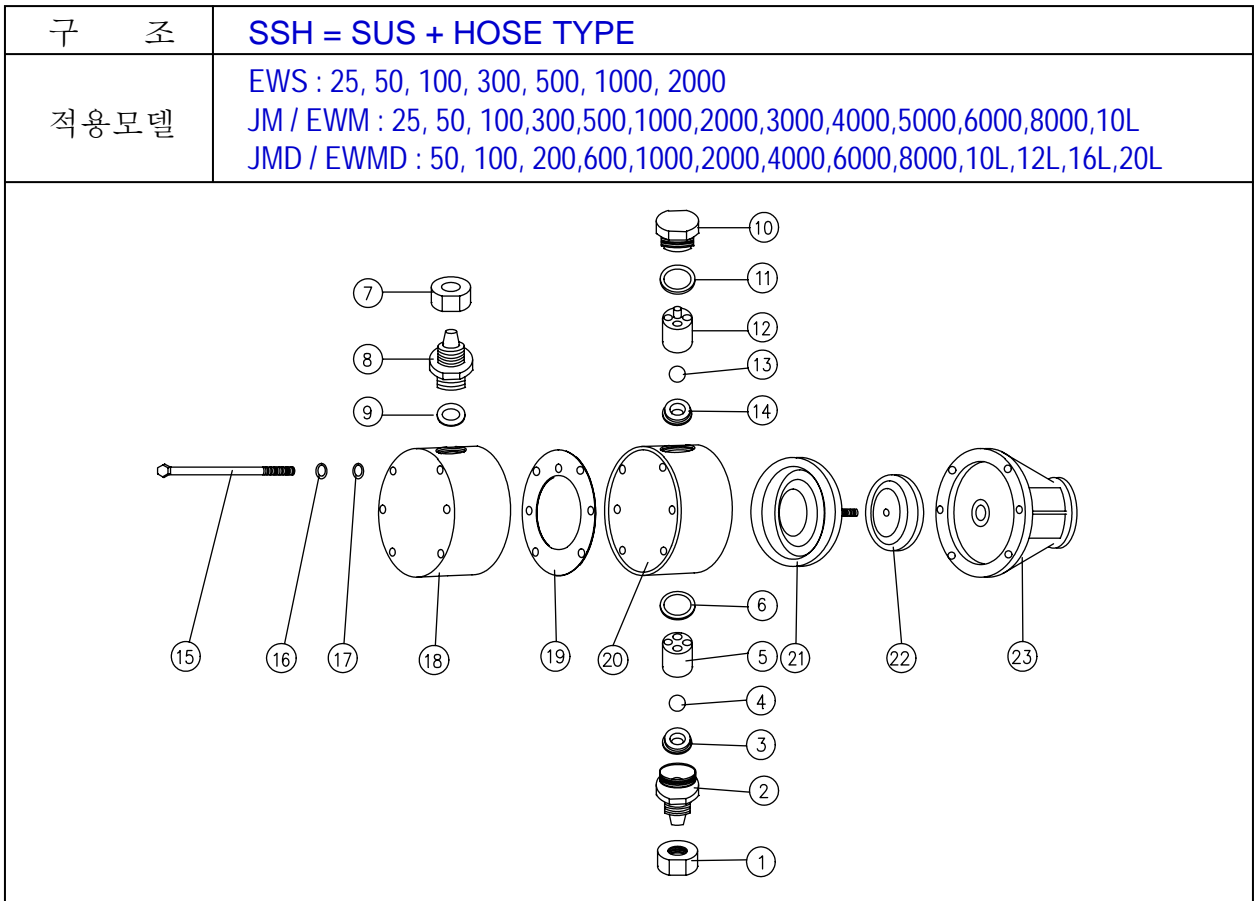 구 조 SSH = SUS + HOSE TYPE
적용모델
EWS : 25, 50, 100, 300, 500, 1000, 2000
JM / EWM : 25, 50, 100,300,500,1000,2000,3000,4000,5000,6000,8000,10L
JMD / EWMD : 50, 100, 200,600,1000,2000,4000,6000,8000,10L,12L,16L,20L
10
11
7
12
8
13
9
14
6
15 16 17 18 19 20 5 21 22 23
4
3
2
1